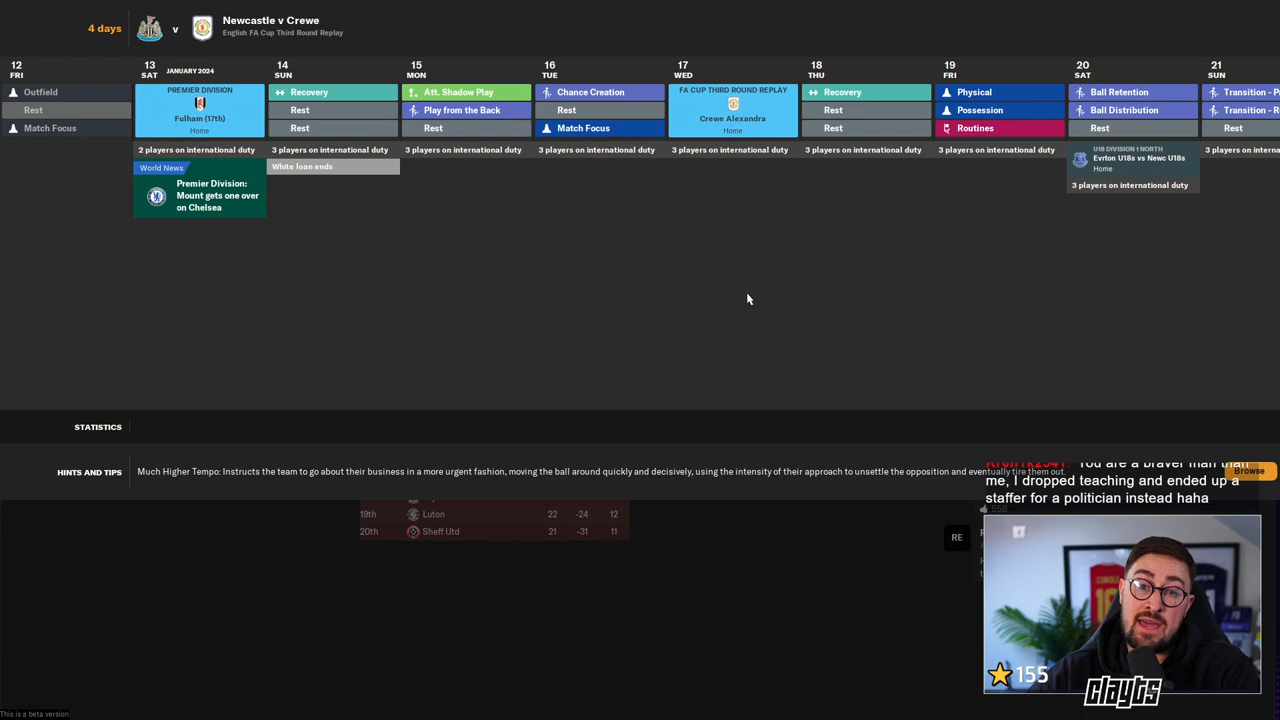 4 days
v
Newcastle v Crewe
English FA Cup Third Round Replay
12
FRI
13
SAT
JANUARY 2024
14
SUN
15
MON
16
TUE
17
WED
18
THU
19
FRI
20
SAT
21
SUN
Outfield
Rest
Match Focus
PREMIER DIVISION
Fulham (17th)
Home
2 players on international duty
World News
Premier Division:
Mount gets one over
on Chelsea
Recovery
Rest
Rest
3 players on international duty
White loan ends
Att. Shadow Play
Play from the Back
Rest
3 players on international duty
Chance Creation
Rest
Match Focus
3 players on international duty
FA CUP THIRD ROUND REPLAY
Crewe Alexandra
Home
3 players on international duty
Recovery
Rest
Rest
3 players on international duty
Physical
Possession
Routines
3 players on international duty
Ball Retention
Ball Distribution
Rest
U18 DIVISION 1 NORTH
Evrton U18s vs Newc U18s
Home
3 players on international duty
Transition - P
Transition - R
Rest
3 players on international
STATISTICS
HINTS AND TIPS
Much Higher Tempo: Instructs the team to go about their business in a more urgent fashion, moving the ball around quickly and decisively, using the intensity of their approach to unsettle the opposition and eventually tire them out.
Browse
You are a braver man than
me, I dropped teaching and ended up a
staffer for a politician instead haha
19th Luton 22 -24 12
20th Sheff Utd 21 -31 11
558
RE
155
clayts
This is a beta version